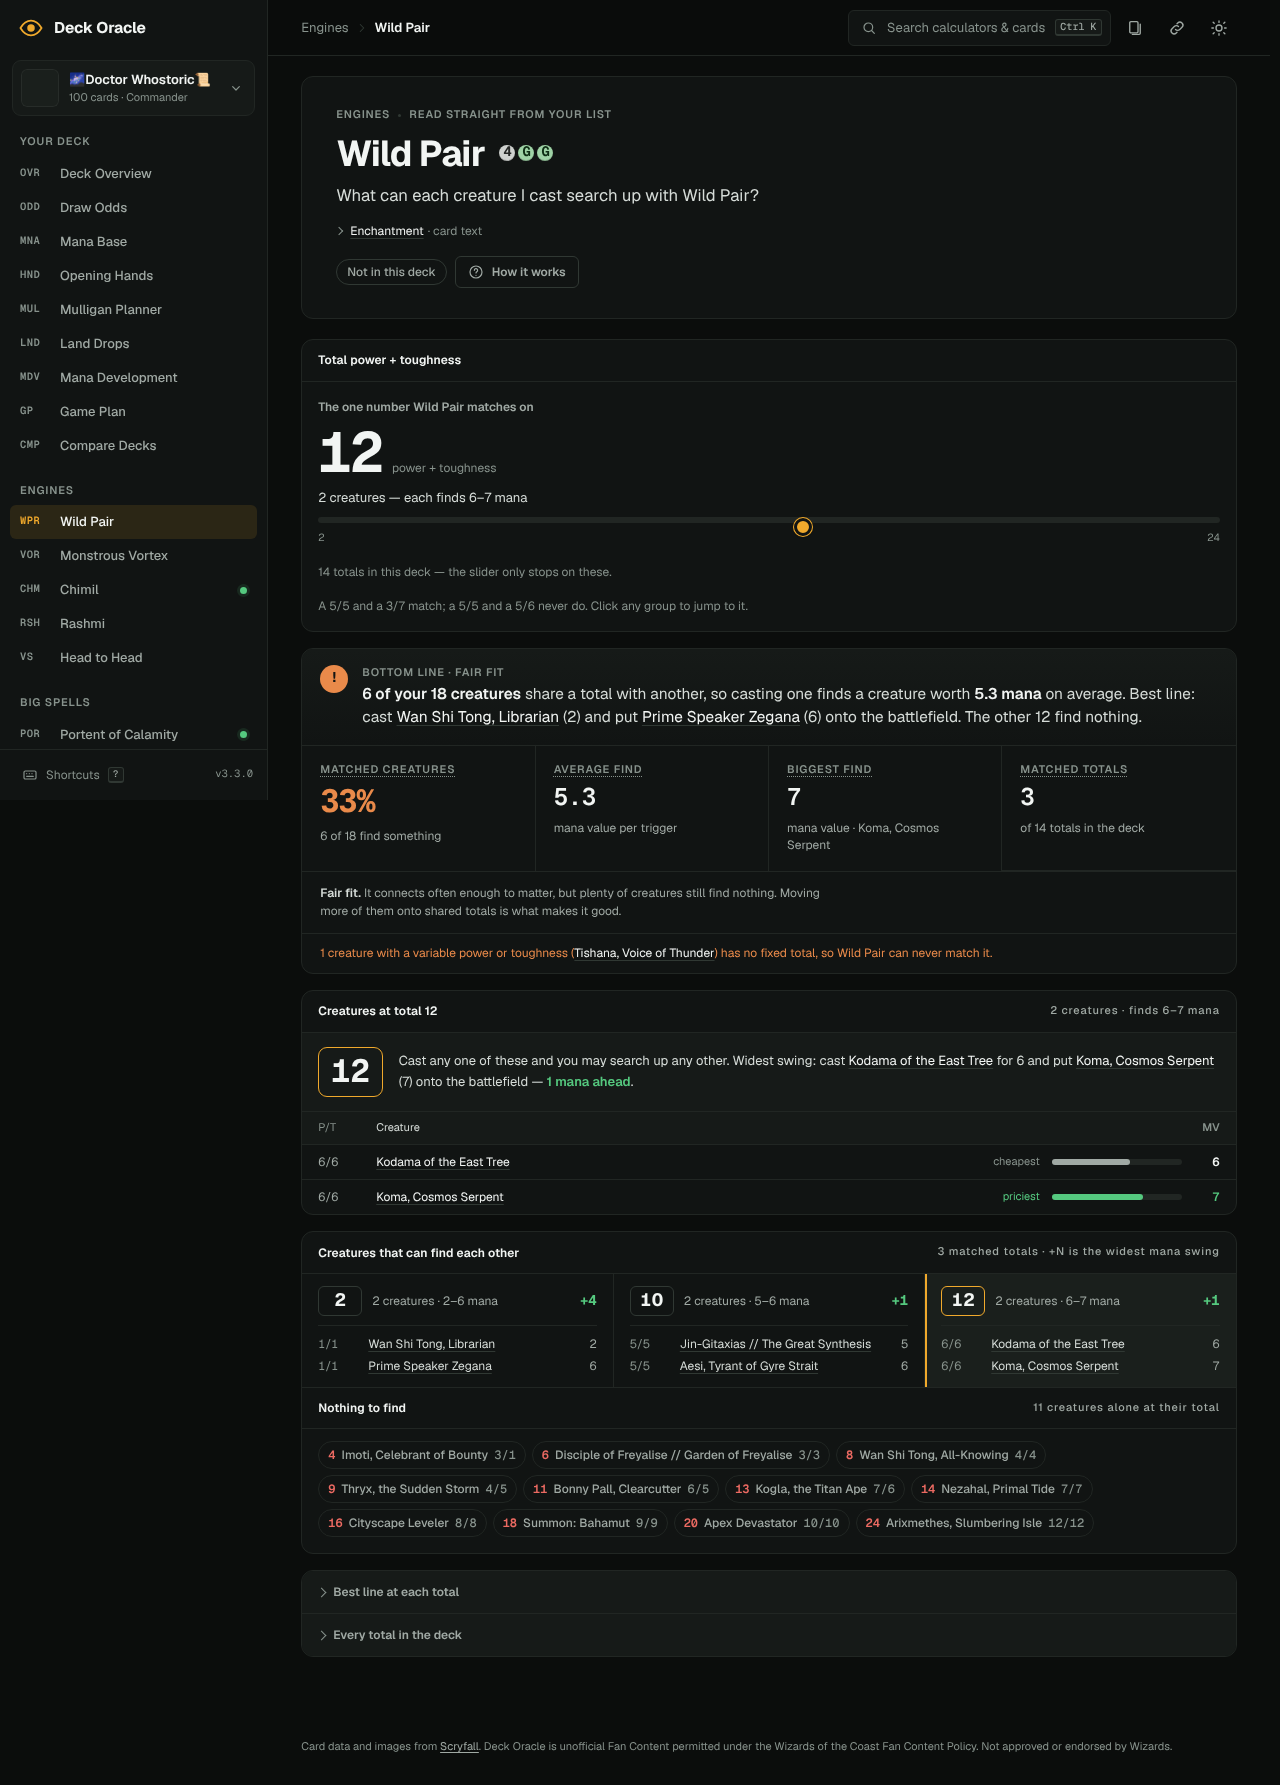 Deck Oracle
🌌Doctor Whostoric📜
100 cards · Commander
YOUR DECK
OVR Deck Overview
ODD Draw Odds
MNA Mana Base
HND Opening Hands
MUL Mulligan Planner
LND Land Drops
MDV Mana Development
GP Game Plan
CMP Compare Decks
ENGINES
WPR Wild Pair
VOR Monstrous Vortex
CHM Chimil
RSH Rashmi
VS Head to Head
BIG SPELLS
POR Portent of Calamity
Shortcuts ? v3.3.0
Engines > Wild Pair
Search calculators & cards Ctrl K
ENGINES · READ STRAIGHT FROM YOUR LIST
Wild Pair 4 G G
What can each creature I cast search up with Wild Pair?
Enchantment · card text
Not in this deck
How it works
Total power + toughness
The one number Wild Pair matches on
12 power + toughness
2 creatures — each finds 6–7 mana
2 24
14 totals in this deck — the slider only stops on these.
A 5/5 and a 3/7 match; a 5/5 and a 5/6 never do. Click any group to jump to it.
!
BOTTOM LINE · FAIR FIT
6 of your 18 creatures share a total with another, so casting one finds a creature worth 5.3 mana on average. Best line:
cast Wan Shi Tong, Librarian (2) and put Prime Speaker Zegana (6) onto the battlefield. The other 12 find nothing.
MATCHED CREATURES
33%
6 of 18 find something
AVERAGE FIND
5.3
mana value per trigger
BIGGEST FIND
7
mana value · Koma, Cosmos
Serpent
MATCHED TOTALS
3
of 14 totals in the deck
Fair fit. It connects often enough to matter, but plenty of creatures still find nothing. Moving
more of them onto shared totals is what makes it good.
1 creature with a variable power or toughness (Tishana, Voice of Thunder) has no fixed total, so Wild Pair can never match it.
Creatures at total 12 2 creatures · finds 6–7 mana
12
Cast any one of these and you may search up any other. Widest swing: cast Kodama of the East Tree for 6 and put Koma, Cosmos Serpent
(7) onto the battlefield — 1 mana ahead.
P/T Creature MV
6/6 Kodama of the East Tree cheapest 6
6/6 Koma, Cosmos Serpent priciest 7
Creatures that can find each other 3 matched totals · +N is the widest mana swing
2 2 creatures · 2–6 mana +4
1/1 Wan Shi Tong, Librarian 2
1/1 Prime Speaker Zegana 6
10 2 creatures · 5–6 mana +1
5/5 Jin-Gitaxias // The Great Synthesis 5
5/5 Aesi, Tyrant of Gyre Strait 6
12 2 creatures · 6–7 mana +1
6/6 Kodama of the East Tree 6
6/6 Koma, Cosmos Serpent 7
Nothing to find 11 creatures alone at their total
4 Imoti, Celebrant of Bounty 3/1 6 Disciple of Freyalise // Garden of Freyalise 3/3 8 Wan Shi Tong, All-Knowing 4/4
9 Thryx, the Sudden Storm 4/5 11 Bonny Pall, Clearcutter 6/5 13 Kogla, the Titan Ape 7/6 14 Nezahal, Primal Tide 7/7
16 Cityscape Leveler 8/8 18 Summon: Bahamut 9/9 20 Apex Devastator 10/10 24 Arixmethes, Slumbering Isle 12/12
Best line at each total
Every total in the deck
Card data and images from Scryfall. Deck Oracle is unofficial Fan Content permitted under the Wizards of the Coast Fan Content Policy. Not approved or endorsed by Wizards.